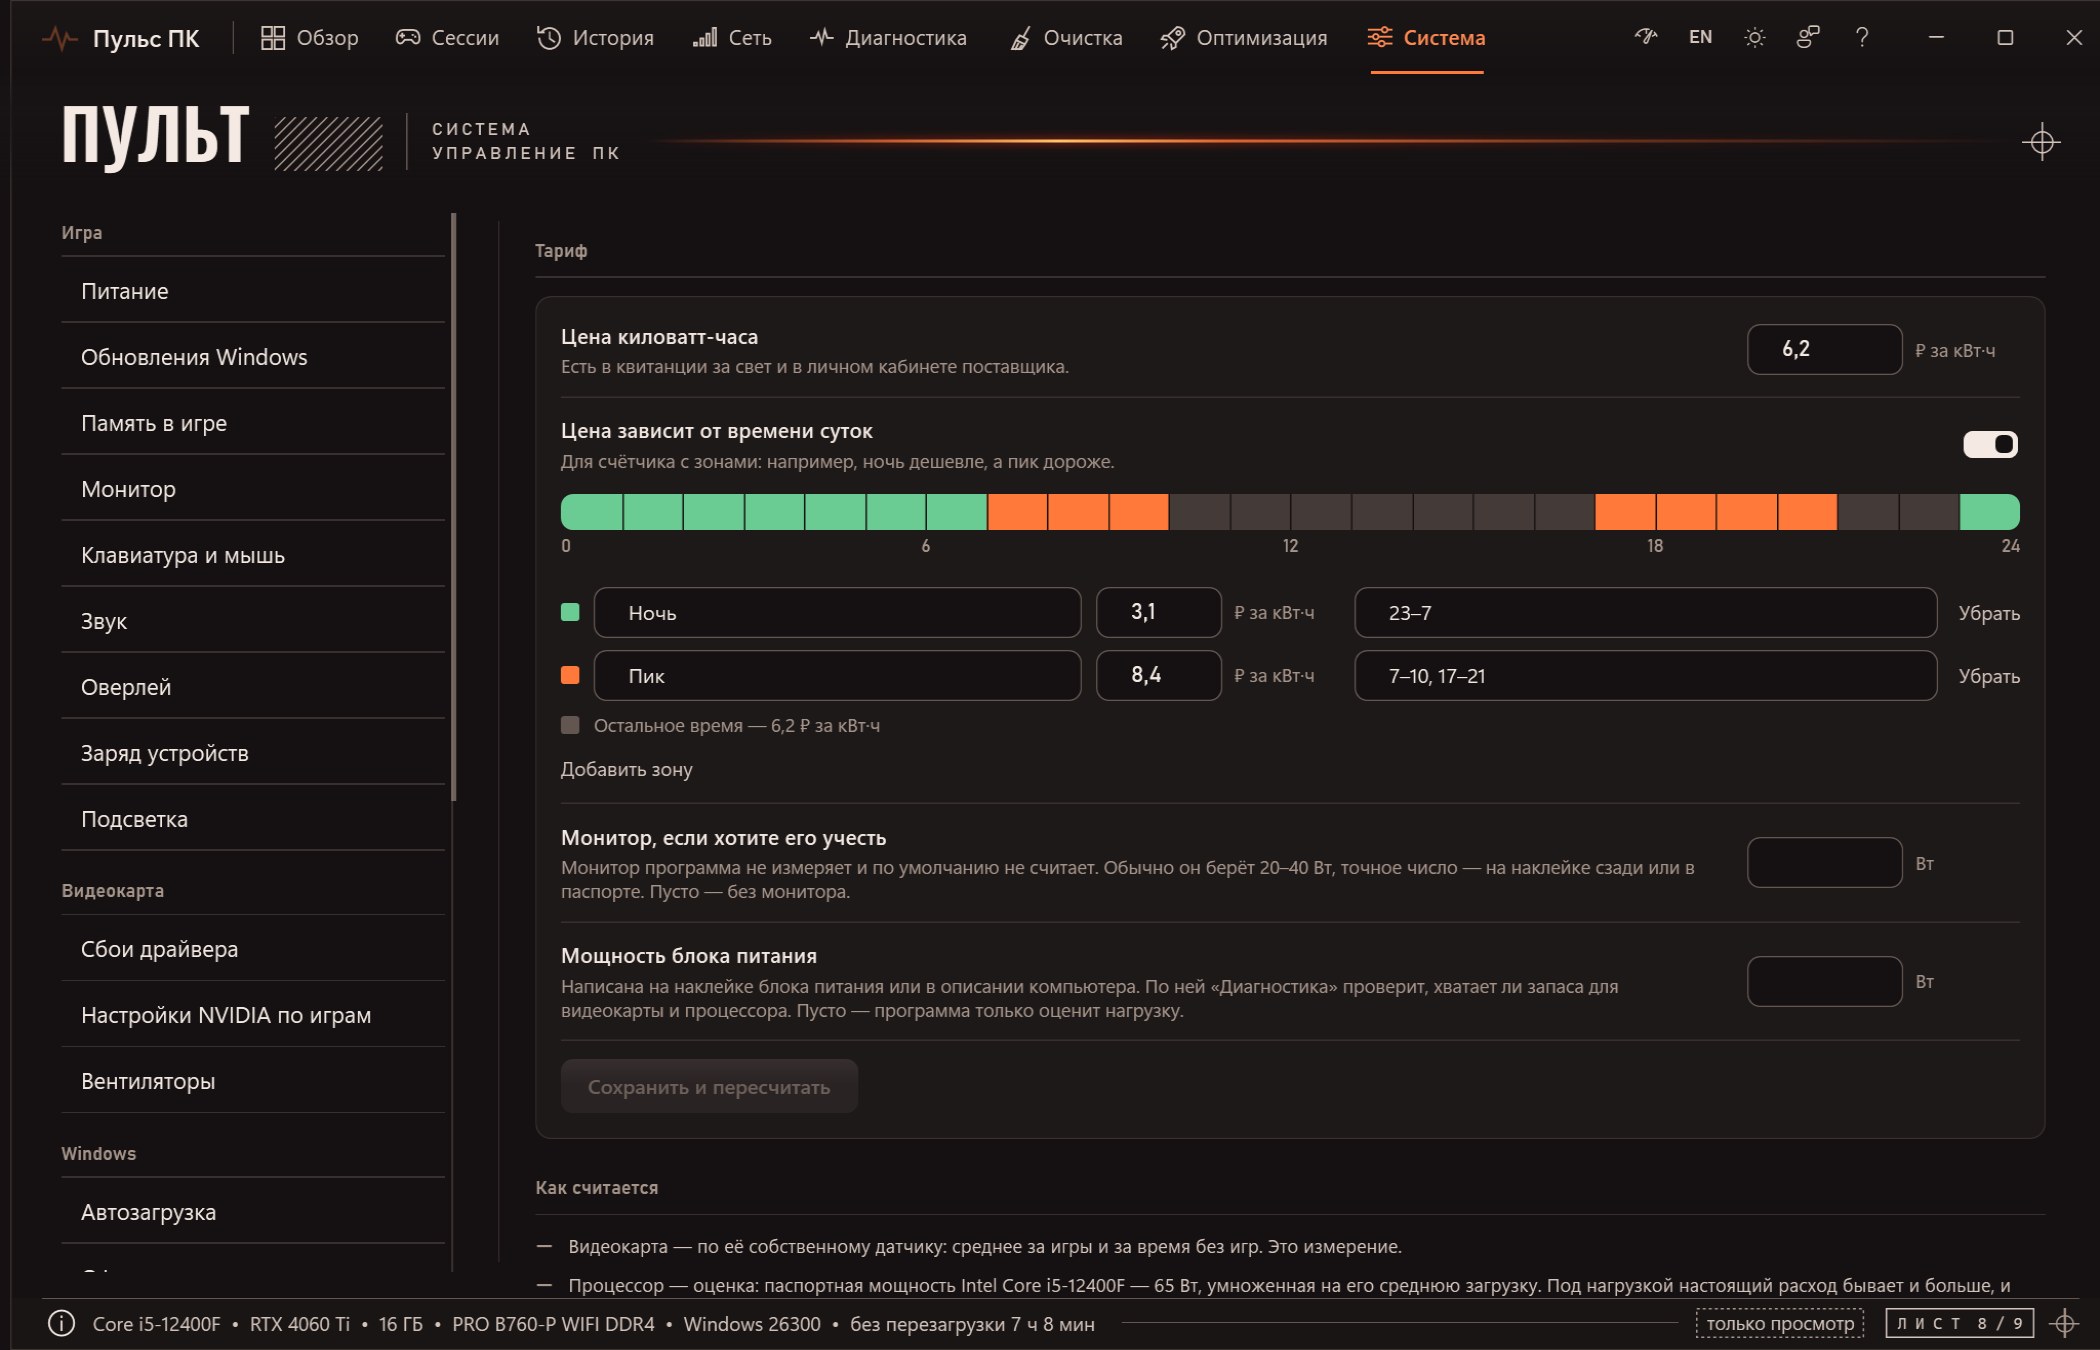 Пульс ПК
Обзор
Сессии
История
Сеть
Диагностика
Очистка
Оптимизация
Система
EN
ПУЛЬТ
СИСТЕМА
УПРАВЛЕНИЕ ПК
Игра
Питание
Обновления Windows
Память в игре
Монитор
Клавиатура и мышь
Звук
Оверлей
Заряд устройств
Подсветка
Видеокарта
Сбои драйвера
Настройки NVIDIA по играм
Вентиляторы
Windows
Автозагрузка
Тариф
Цена киловатт-часа
Есть в квитанции за свет и в личном кабинете поставщика.
6,2
₽ за кВт·ч
Цена зависит от времени суток
Для счётчика с зонами: например, ночь дешевле, а пик дороже.
0
6
12
18
24
Ночь
3,1
₽ за кВт·ч
23–7
Убрать
Пик
8,4
₽ за кВт·ч
7–10, 17–21
Убрать
Остальное время — 6,2 ₽ за кВт·ч
Добавить зону
Монитор, если хотите его учесть
Монитор программа не измеряет и по умолчанию не считает. Обычно он берёт 20–40 Вт, точное число — на наклейке сзади или в
паспорте. Пусто — без монитора.
Вт
Мощность блока питания
Написана на наклейке блока питания или в описании компьютера. По ней «Диагностика» проверит, хватает ли запаса для
видеокарты и процессора. Пусто — программа только оценит нагрузку.
Вт
Сохранить и пересчитать
Как считается
— Видеокарта — по её собственному датчику: среднее за игры и за время без игр. Это измерение.
— Процессор — оценка: паспортная мощность Intel Core i5-12400F — 65 Вт, умноженная на его среднюю загрузку. Под нагрузкой настоящий расход бывает и больше, и
Core i5-12400F • RTX 4060 Ti • 16 ГБ • PRO B760-P WIFI DDR4 • Windows 26300 • без перезагрузки 7 ч 8 мин
только просмотр
ЛИСТ 8/9